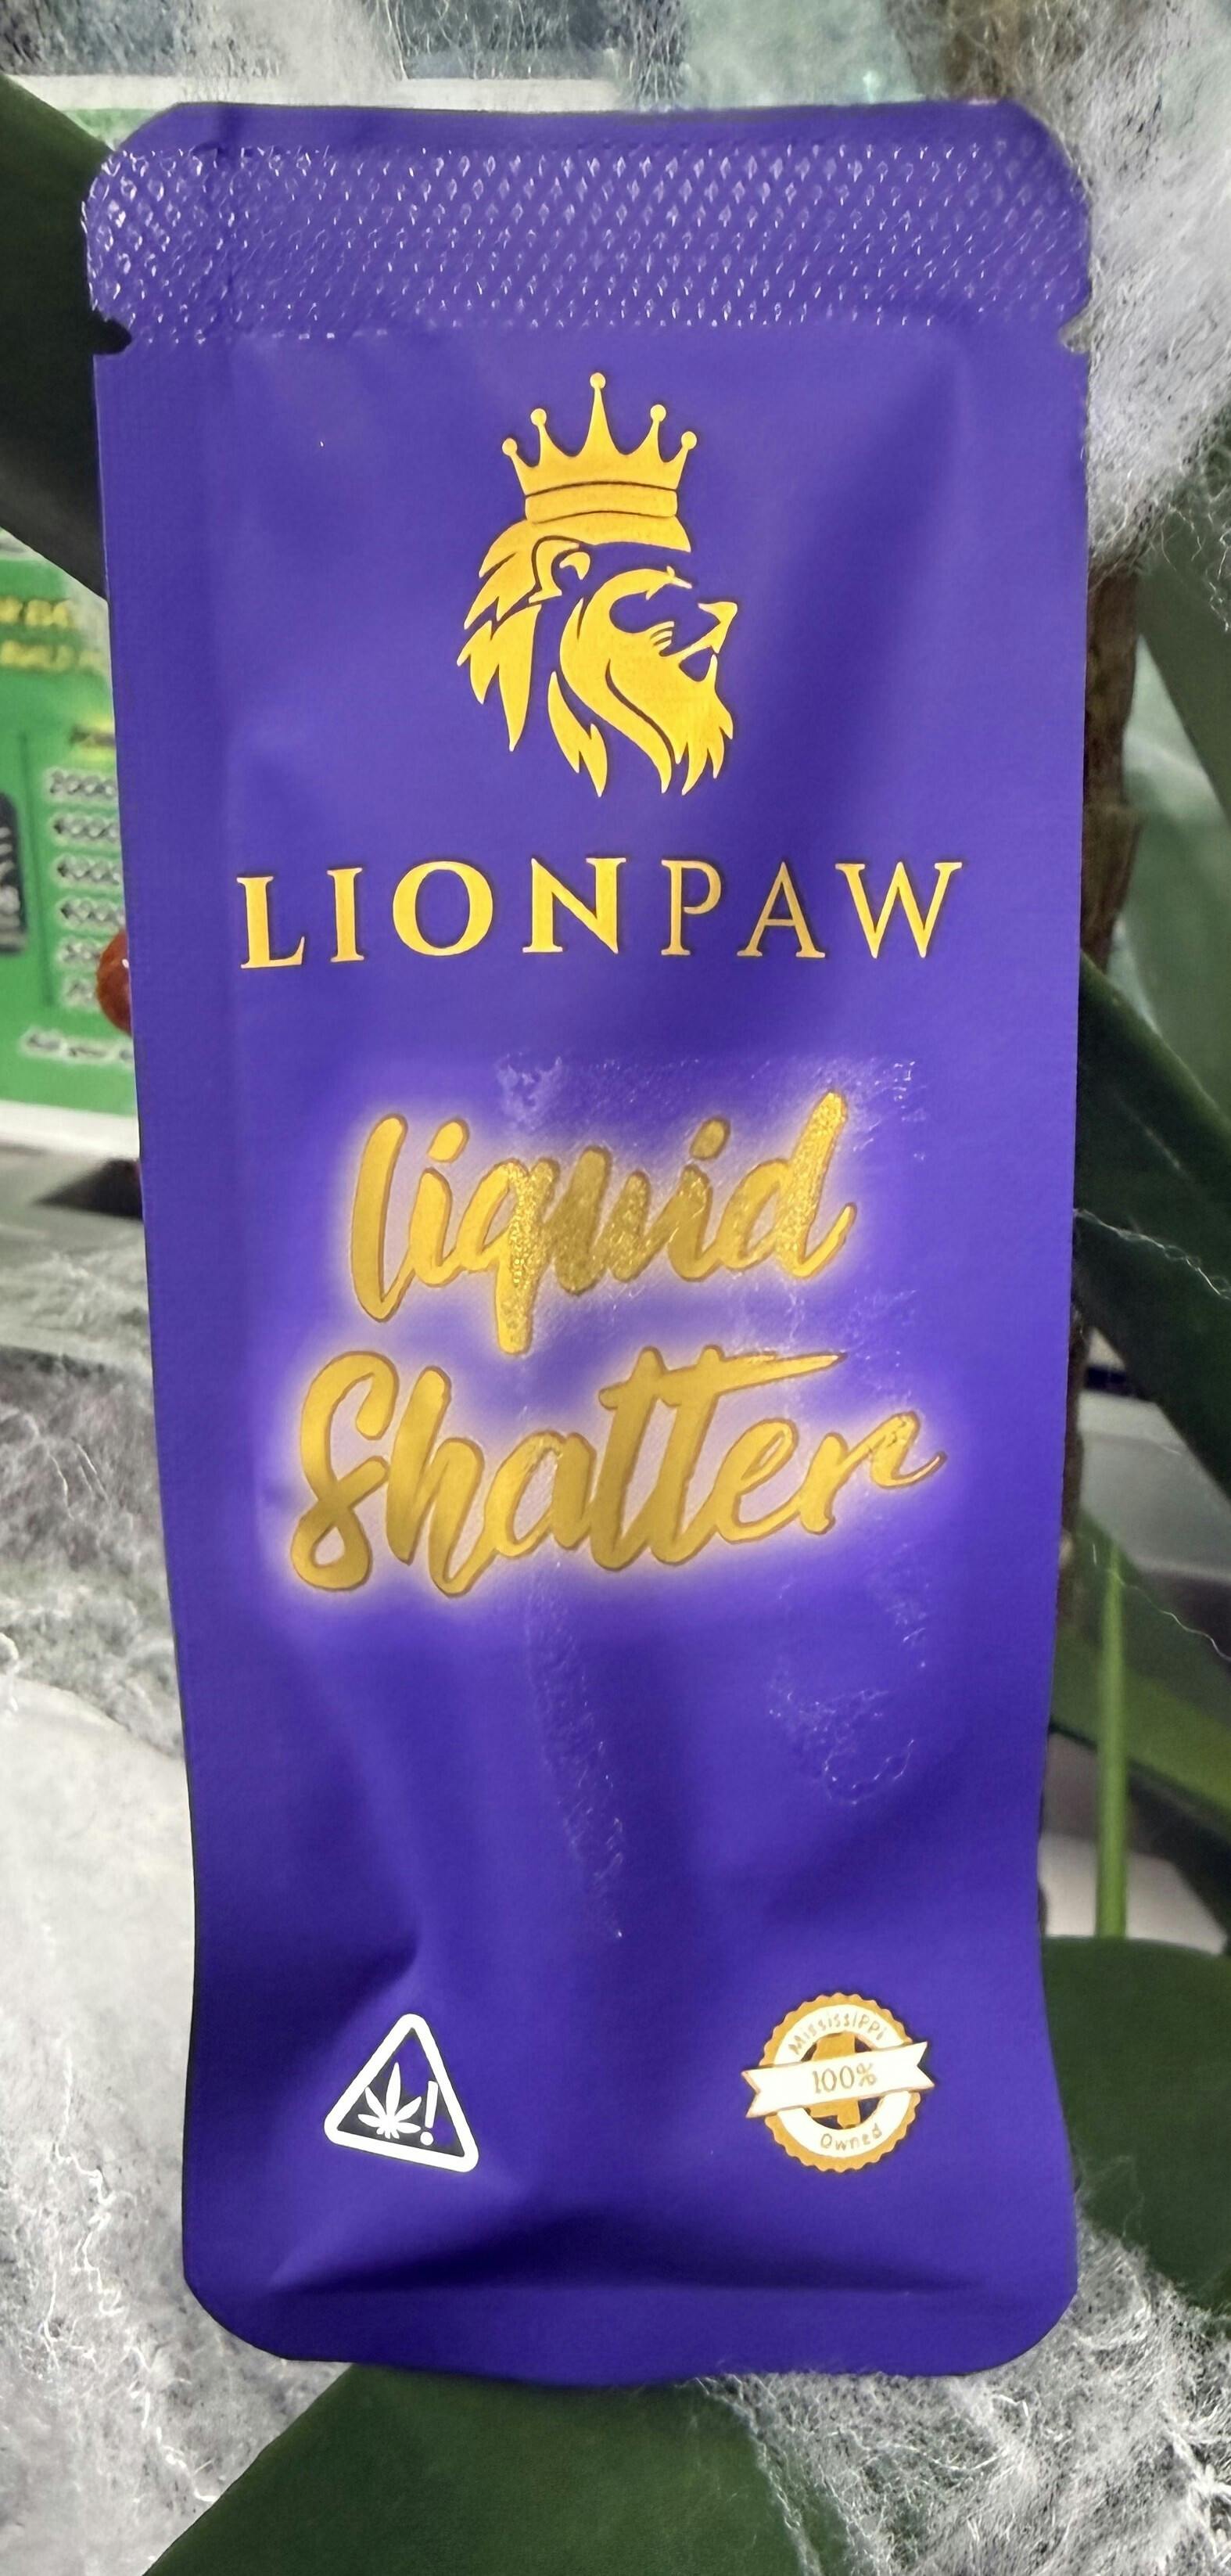 LIONPAW
liquid
Shatter
!
Mississippi
100%
Owned